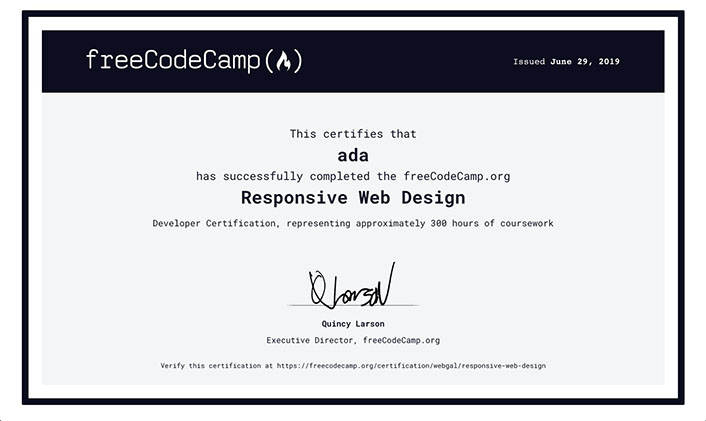 freeCodeCamp(🔥)
Issued June 29, 2019
This certifies that
ada
has successfully completed the freeCodeCamp.org
Responsive Web Design
Developer Certification, representing approximately 300 hours of coursework
Q Larson
Quincy Larson
Executive Director, freeCodeCamp.org
Verify this certification at https://freecodecamp.org/certification/webgal/responsive-web-design